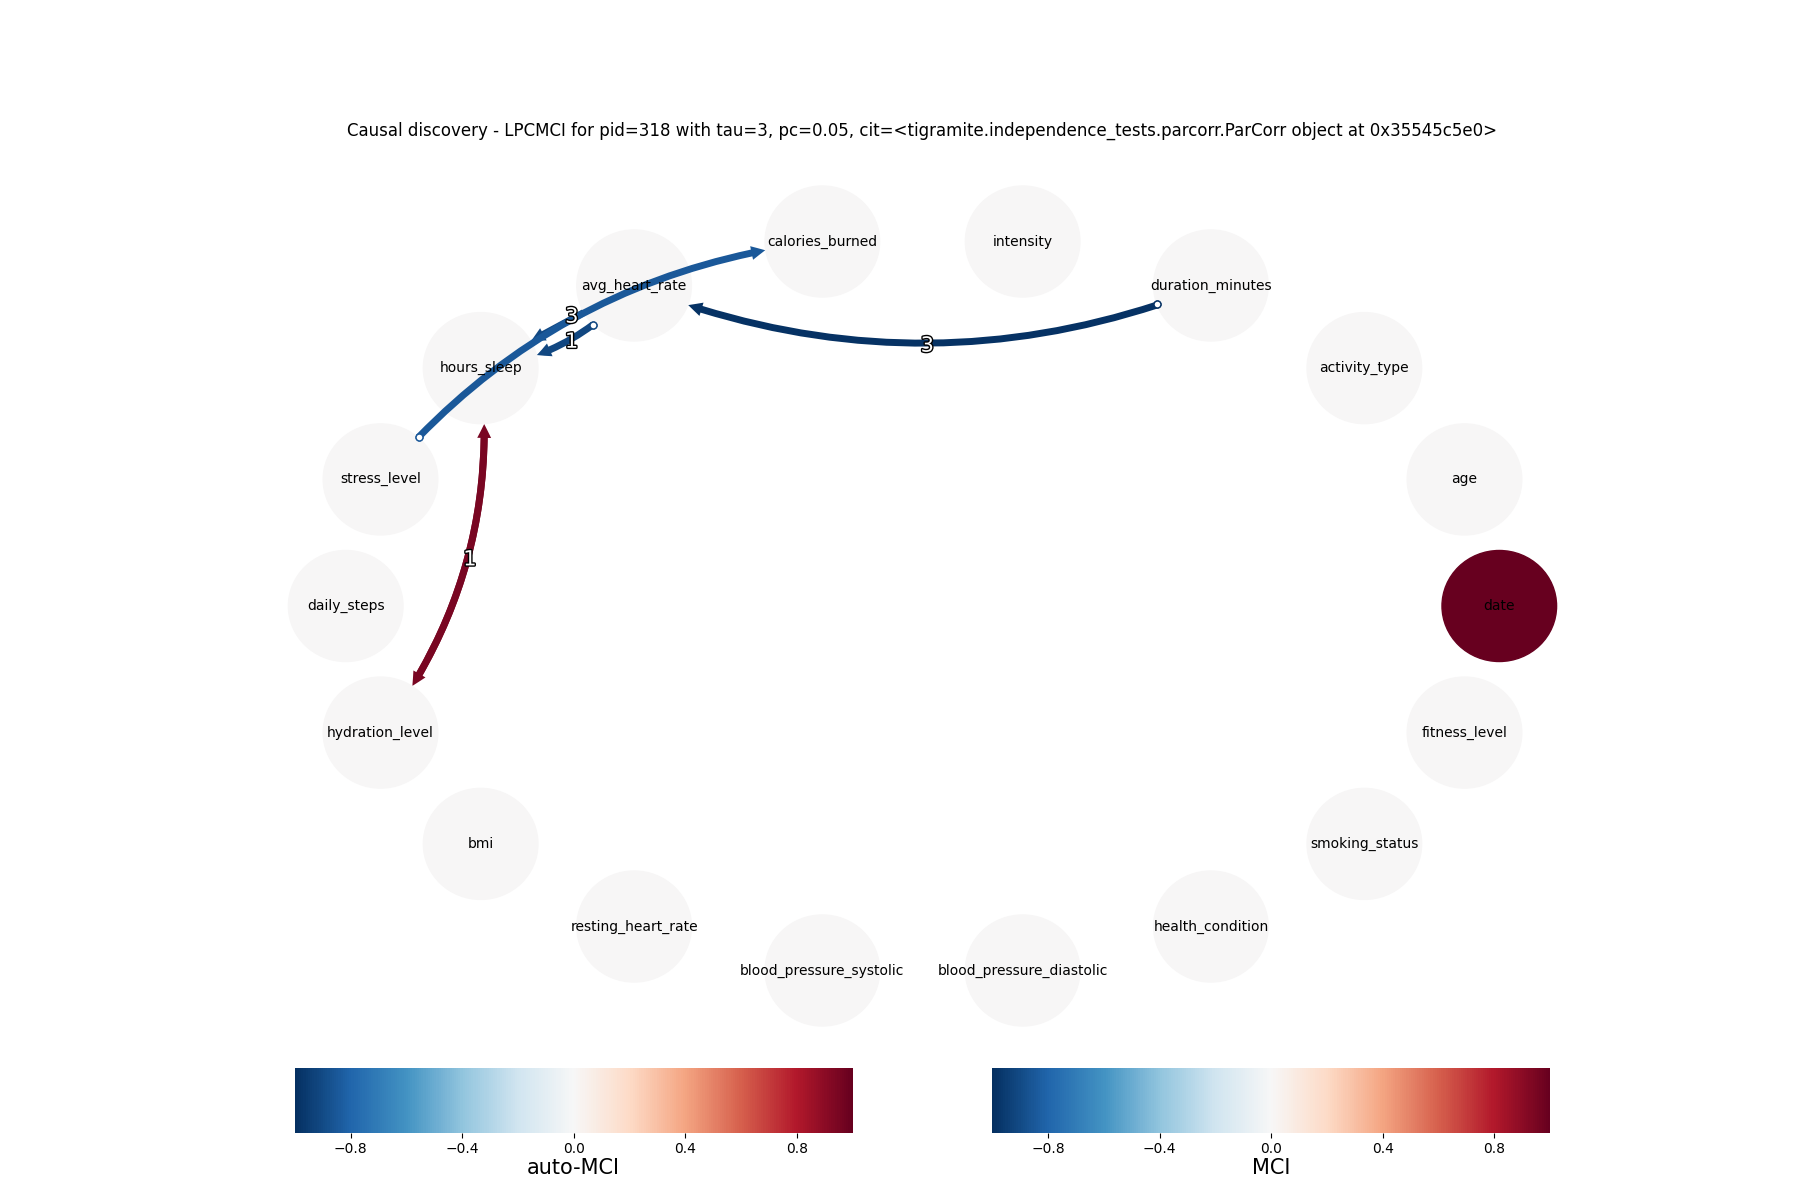 Causal discovery - LPCMCI for pid=318 with tau=3, pc=0.05, cit=<tigramite.independence_tests.parcorr.ParCorr object at 0x35545c5e0>
calories_burned
intensity
avg_heart_rate
duration_minutes
3
1
3
hours_sleep
activity_type
stress_level
age
1
daily_steps
date
hydration_level
fitness_level
bmi
smoking_status
resting_heart_rate
health_condition
blood_pressure_systolic
blood_pressure_diastolic
−0.8 −0.4 0.0 0.4 0.8
auto-MCI
−0.8 −0.4 0.0 0.4 0.8
MCI